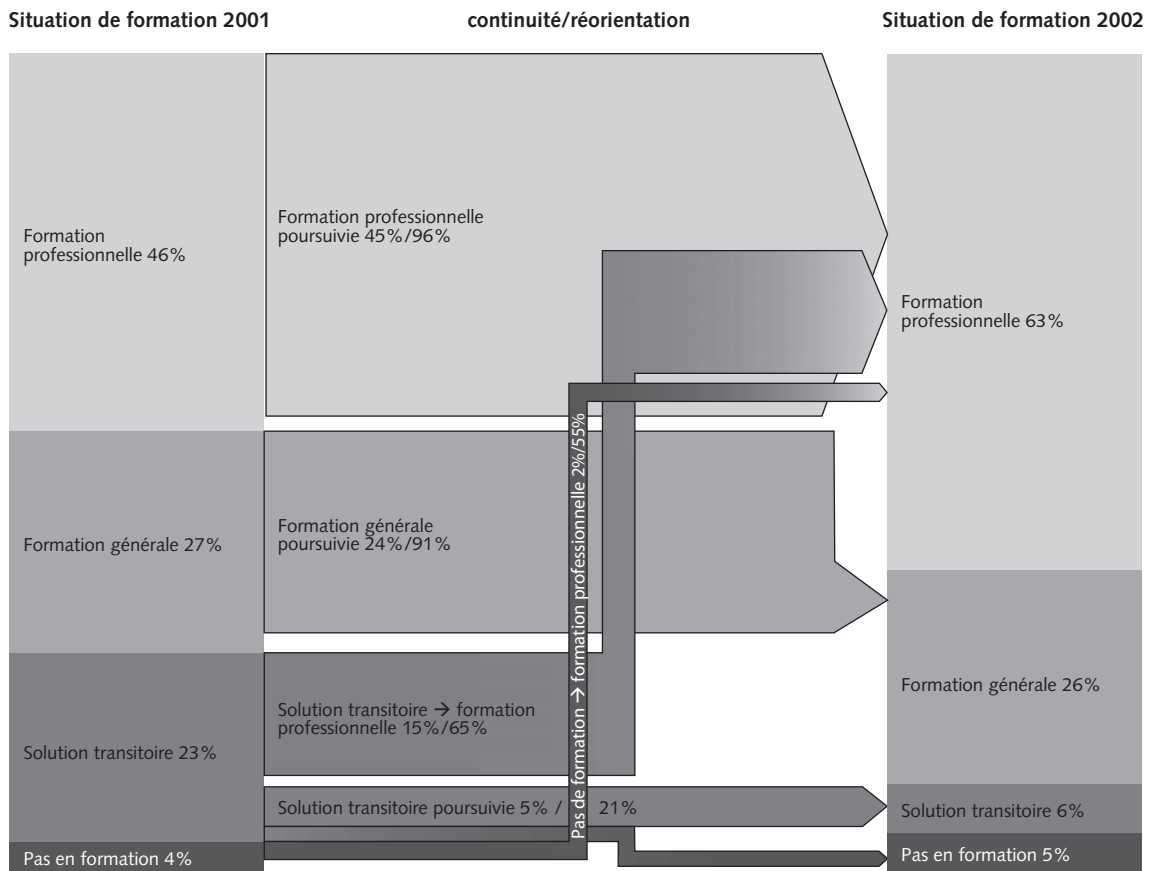 Situation de formation 2001
continuité/réorientation
Situation de formation 2002
Formation
professionnelle 46%
Formation générale 27%
Solution transitoire 23%
Pas en formation 4%
Formation professionnelle
poursuivie 45%/96%
Formation générale
poursuivie 24%/91%
Solution transitoire → formation
professionnelle 15%/65%
Solution transitoire poursuivie 5% / 21%
Pas de formation → formation professionnelle 2%/55%
Formation
professionnelle 63%
Formation générale 26%
Solution transitoire 6%
Pas en formation 5%